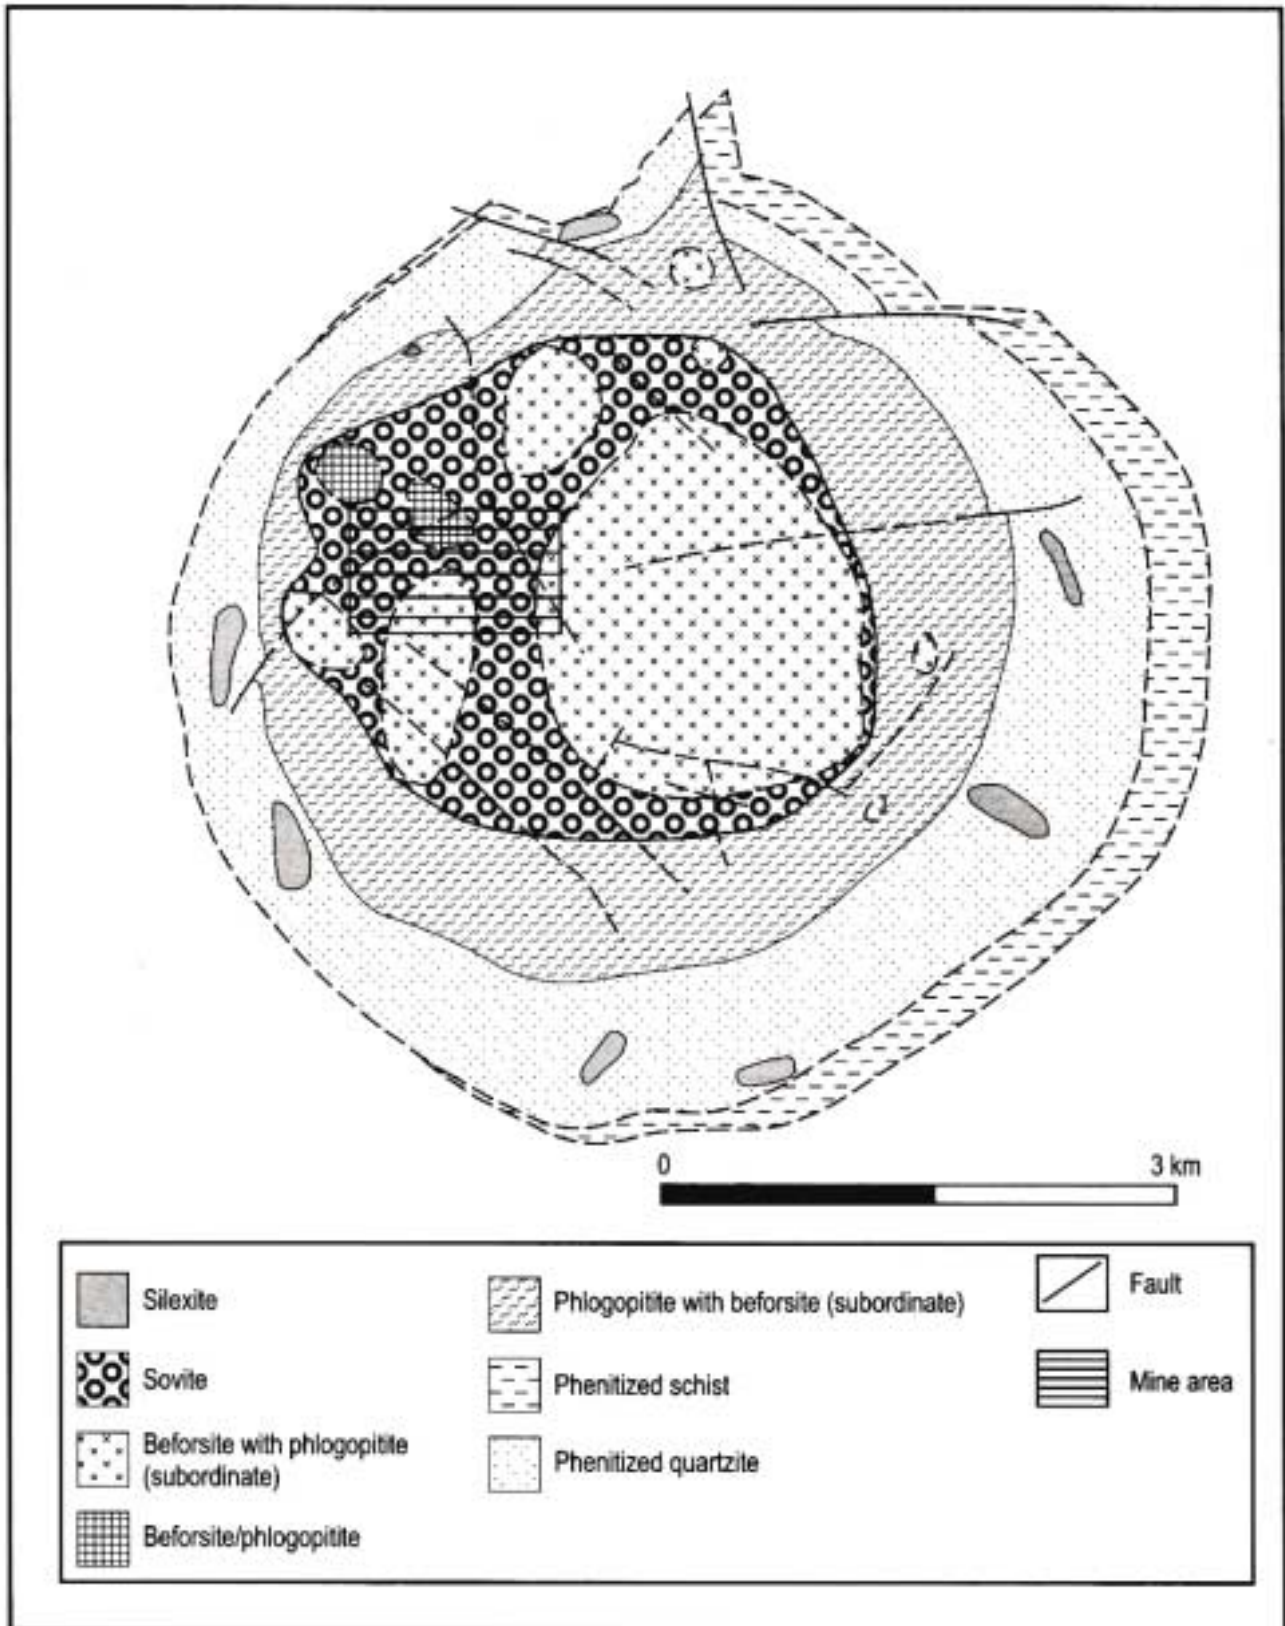 0 3 km
Silexite
Sovite
Beforsite with phlogopitite
(subordinate)
Beforsite/phlogopitite
Phlogopitite with beforsite (subordinate)
Phenitized schist
Phenitized quartzite
Fault
Mine area